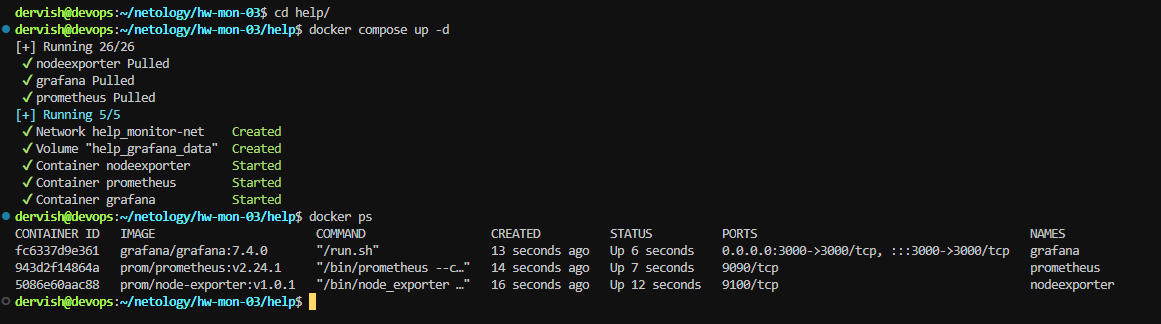 dervish@devops:~/netology/hw-mon-03$ cd help/
dervish@devops:~/netology/hw-mon-03/help$ docker compose up -d
[+] Running 26/26
✓ nodeexporter Pulled
✓ grafana Pulled
✓ prometheus Pulled
[+] Running 5/5
✓ Network help_monitor-net    Created
✓ Volume "help_grafana_data"  Created
✓ Container nodeexporter      Started
✓ Container prometheus        Started
✓ Container grafana           Started
dervish@devops:~/netology/hw-mon-03/help$ docker ps
CONTAINER ID   IMAGE                       COMMAND                  CREATED          STATUS          PORTS                                       NAMES
fc6337d9e361   grafana/grafana:7.4.0       "/run.sh"                13 seconds ago   Up 6 seconds    0.0.0.0:3000->3000/tcp, :::3000->3000/tcp   grafana
943d2f14864a   prom/prometheus:v2.24.1     "/bin/prometheus --c…"   14 seconds ago   Up 7 seconds    9090/tcp                                    prometheus
5086e60aac88   prom/node-exporter:v1.0.1   "/bin/node_exporter …"   16 seconds ago   Up 12 seconds   9100/tcp                                    nodeexporter
dervish@devops:~/netology/hw-mon-03/help$